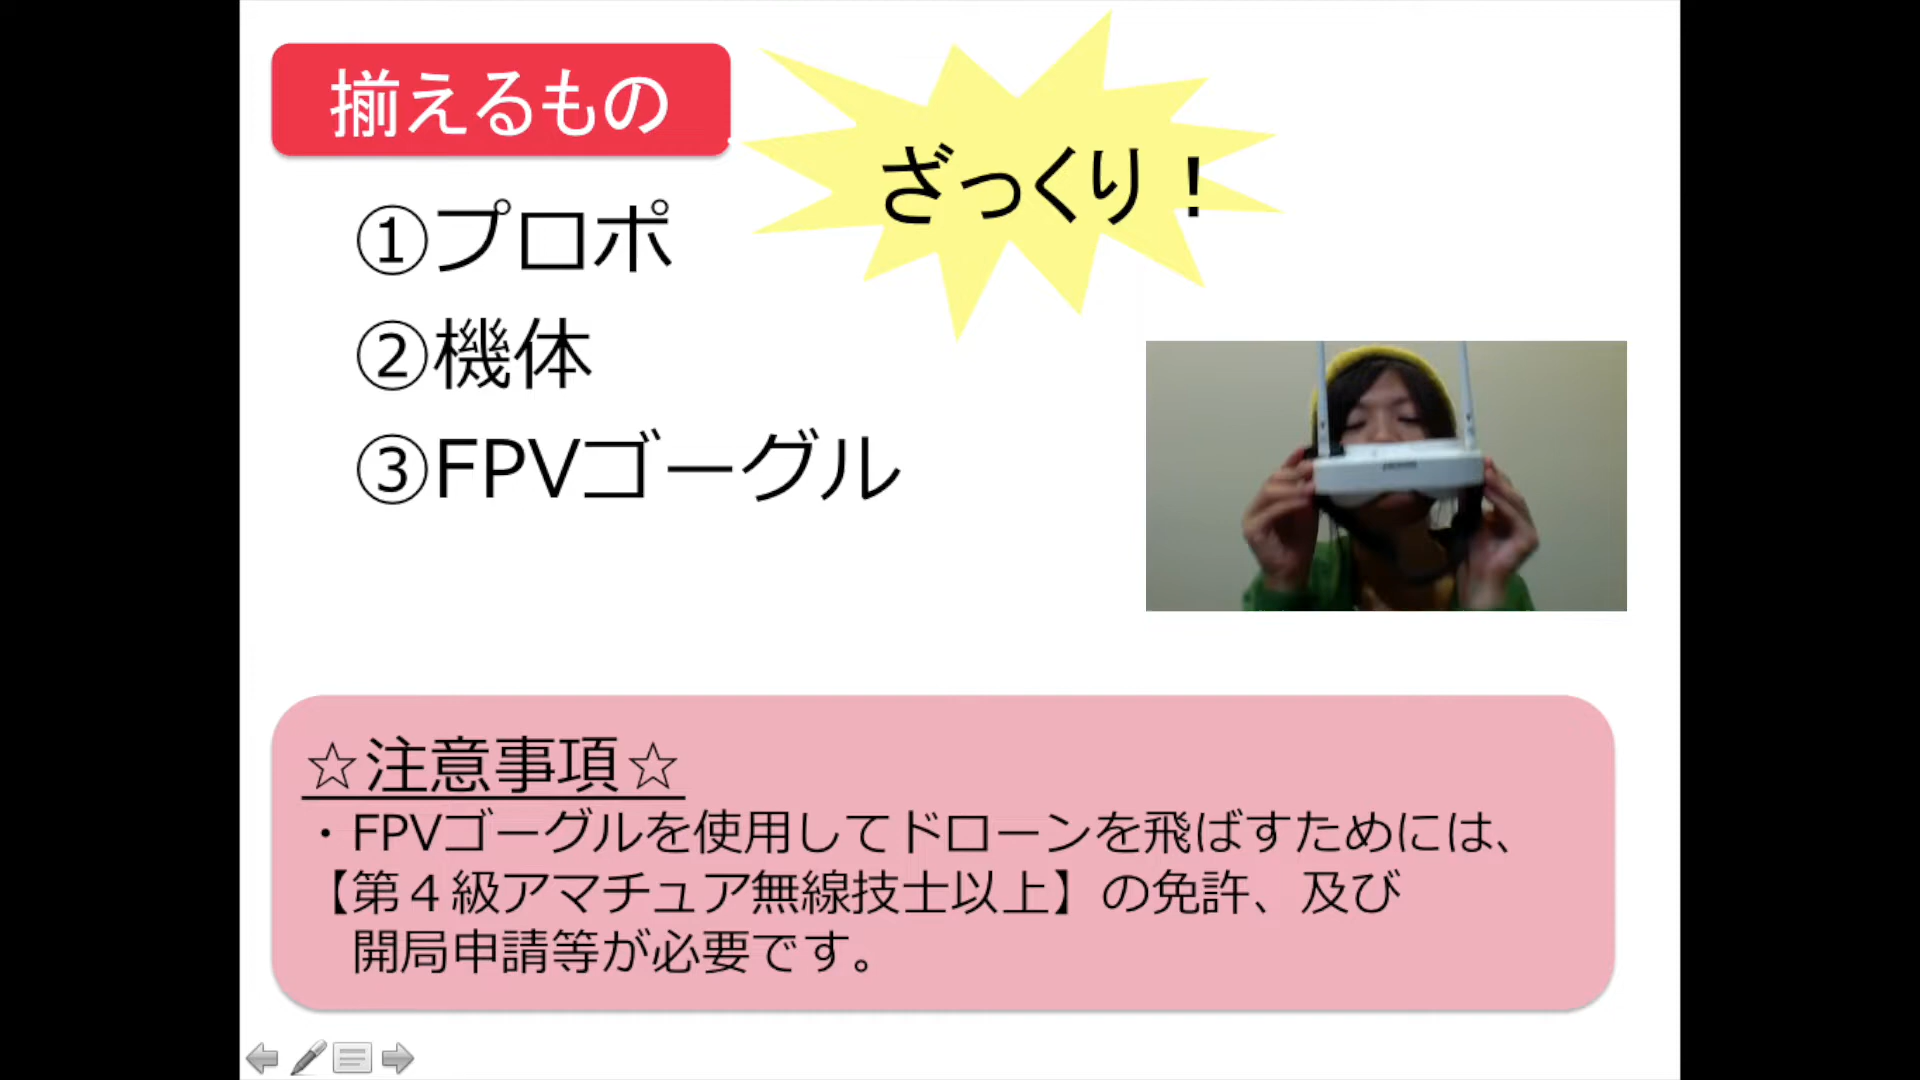 揃えるもの
ざっくり！
①プロポ
②機体
③FPVゴーグル
☆注意事項☆
・FPVゴーグルを使用してドローンを飛ばすためには、
【第４級アマチュア無線技士以上】の免許、及び
開局申請等が必要です。